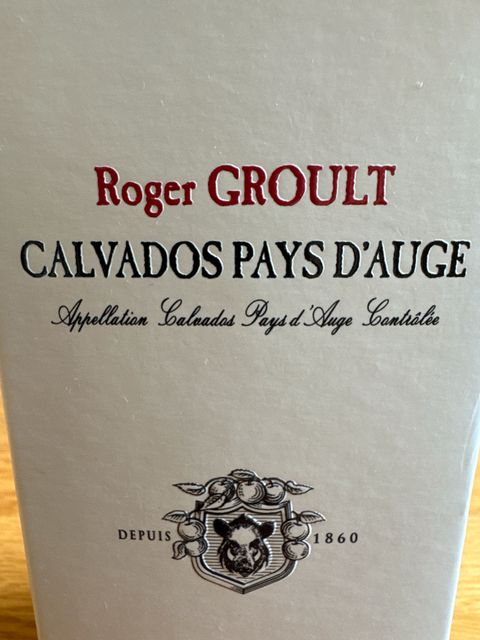 Roger GROULT
CALVADOS PAYS D'AUGE
Appellation Calvados Pays d'Auge Contrôlée
DEPUIS 1860